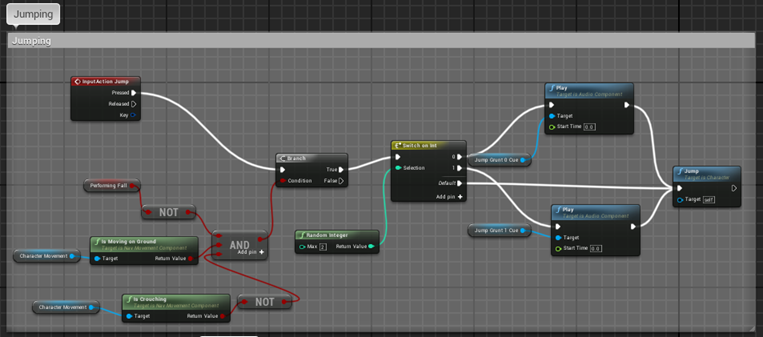 Jumping
Jumping
InputAction Jump
Pressed
Released
Key
Performing Fall
NOT
Is Moving on Ground
Target is Nav Movement Component
Character Movement
Target
Return Value
Is Crouching
Target is Nav Movement Component
Character Movement
Target
Return Value
NOT
AND
Add pin +
Branch
True
Condition
False
Random Integer
Max
Return Value
Switch on Int
0
Selection
1
Default
Add pin +
Jump Grunt 0 Cue
Play
Target is Audio Component
Target
Start Time 0.0
Jump Grunt 1 Cue
Play
Target is Audio Component
Target
Start Time 0.0
Jump
Target is Character
Target self